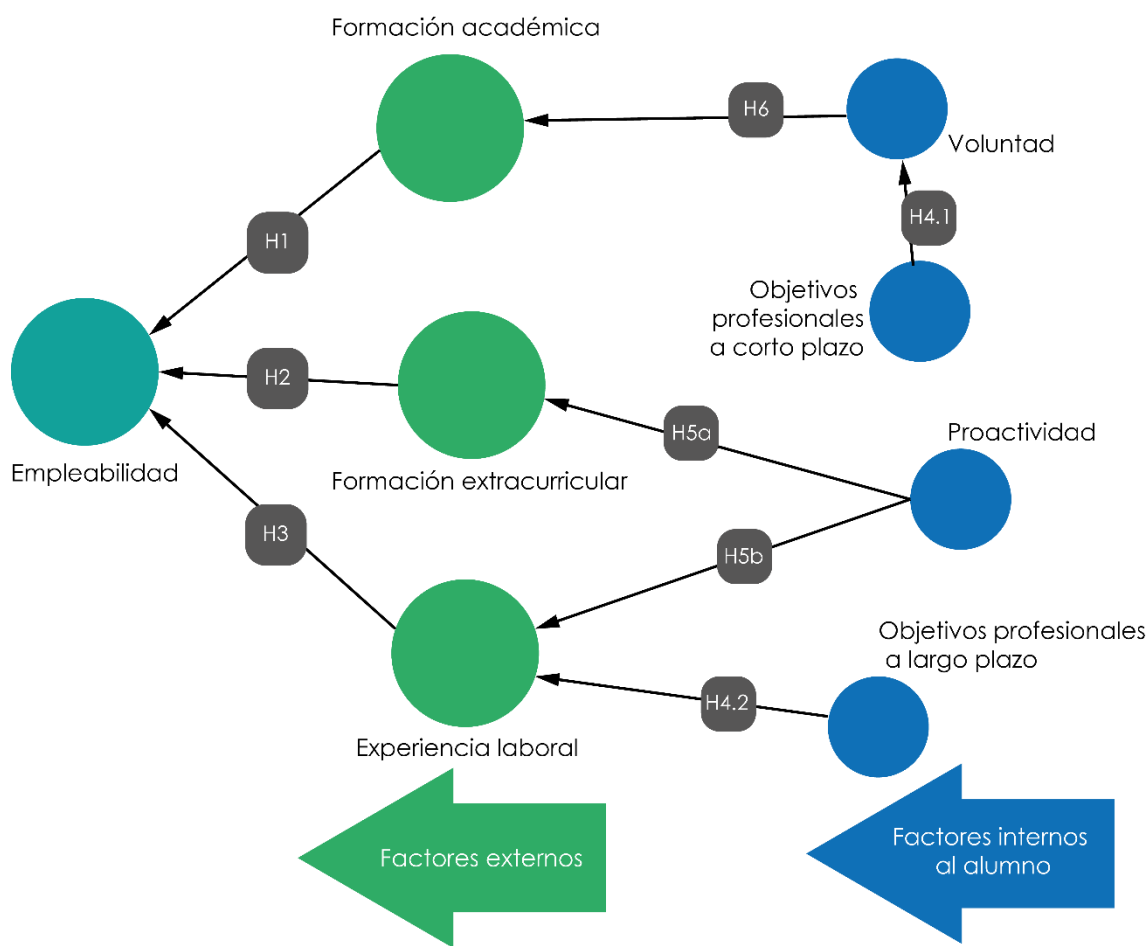 Formación académica
H6
Voluntad
H4.1
H1
Objetivos
profesionales
a corto plazo
H2
H5a
Proactividad
Empleabilidad
Formación extracurricular
H3
H5b
Objetivos profesionales
a largo plazo
H4.2
Experiencia laboral
Factores externos
Factores internos
al alumno